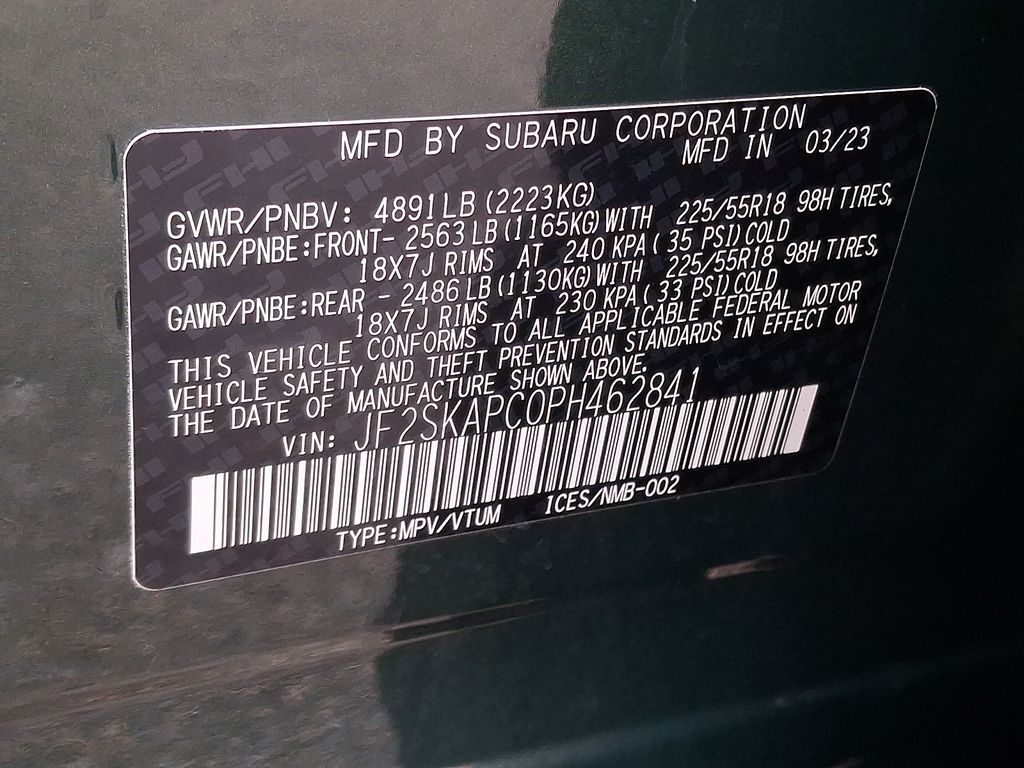 MFD BY SUBARU CORPORATION
MFD IN 03/23
GVWR/PNBV: 4891LB (2223KG)
GAWR/PNBE:FRONT- 2563LB (1165KG) WITH 225/55R18 98H TIRES,
18X7J RIMS AT 240 KPA ( 35 PSI) COLD
GAWR/PNBE:REAR - 2486LB (1130KG) WITH 225/55R18 98H TIRES,
18X7J RIMS AT 230 KPA ( 33 PSI) COLD
THIS VEHICLE CONFORMS TO ALL APPLICABLE FEDERAL MOTOR
VEHICLE SAFETY AND THEFT PREVENTION STANDARDS IN EFFECT ON
THE DATE OF MANUFACTURE SHOWN ABOVE.
VIN: JF2SKAPC0PH462841
TYPE:MPV/VTUM ICES/NMB-002